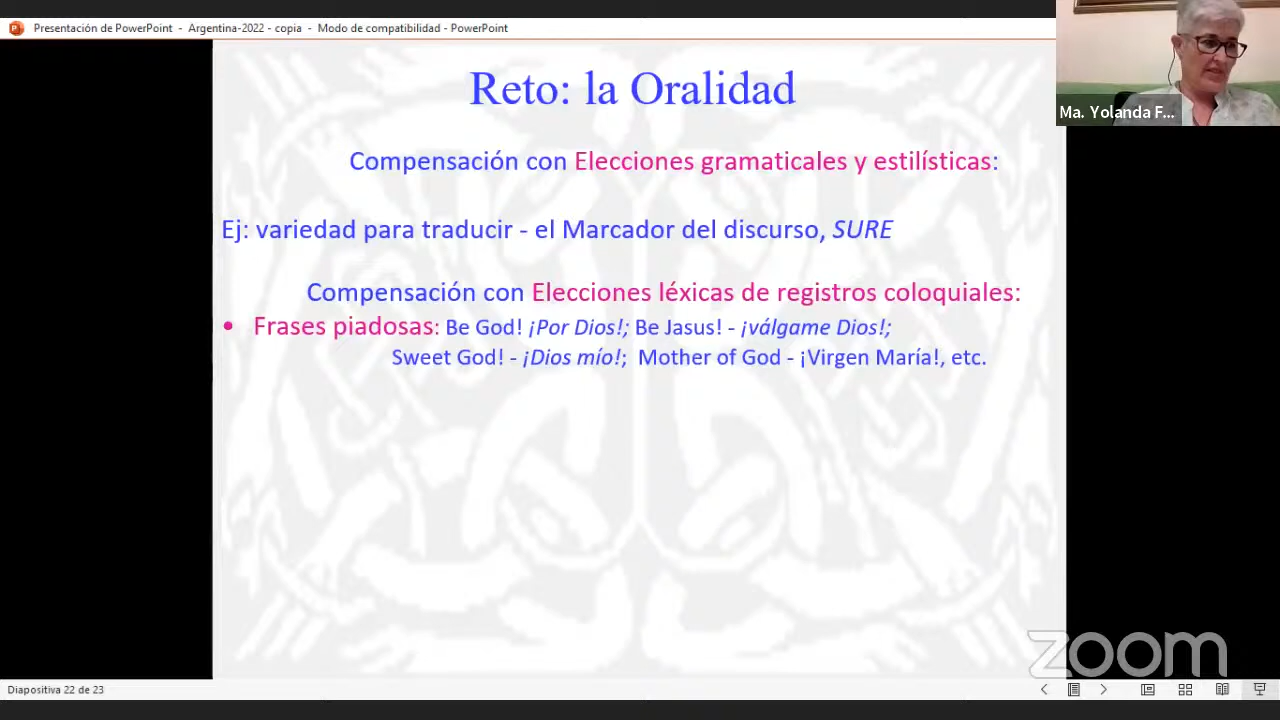 Presentación de PowerPoint - Argentina-2022 - copia - Modo de compatibilidad - PowerPoint
Ma. Yolanda F...
Reto: la Oralidad
Compensación con Elecciones gramaticales y estilísticas:
Ej: variedad para traducir - el Marcador del discurso, SURE
Compensación con Elecciones léxicas de registros coloquiales:
• Frases piadosas: Be God! ¡Por Dios!; Be Jasus! - ¡válgame Dios!;
Sweet God! - ¡Dios mío!; Mother of God - ¡Virgen María!, etc.
zoom
Diapositiva 22 de 23